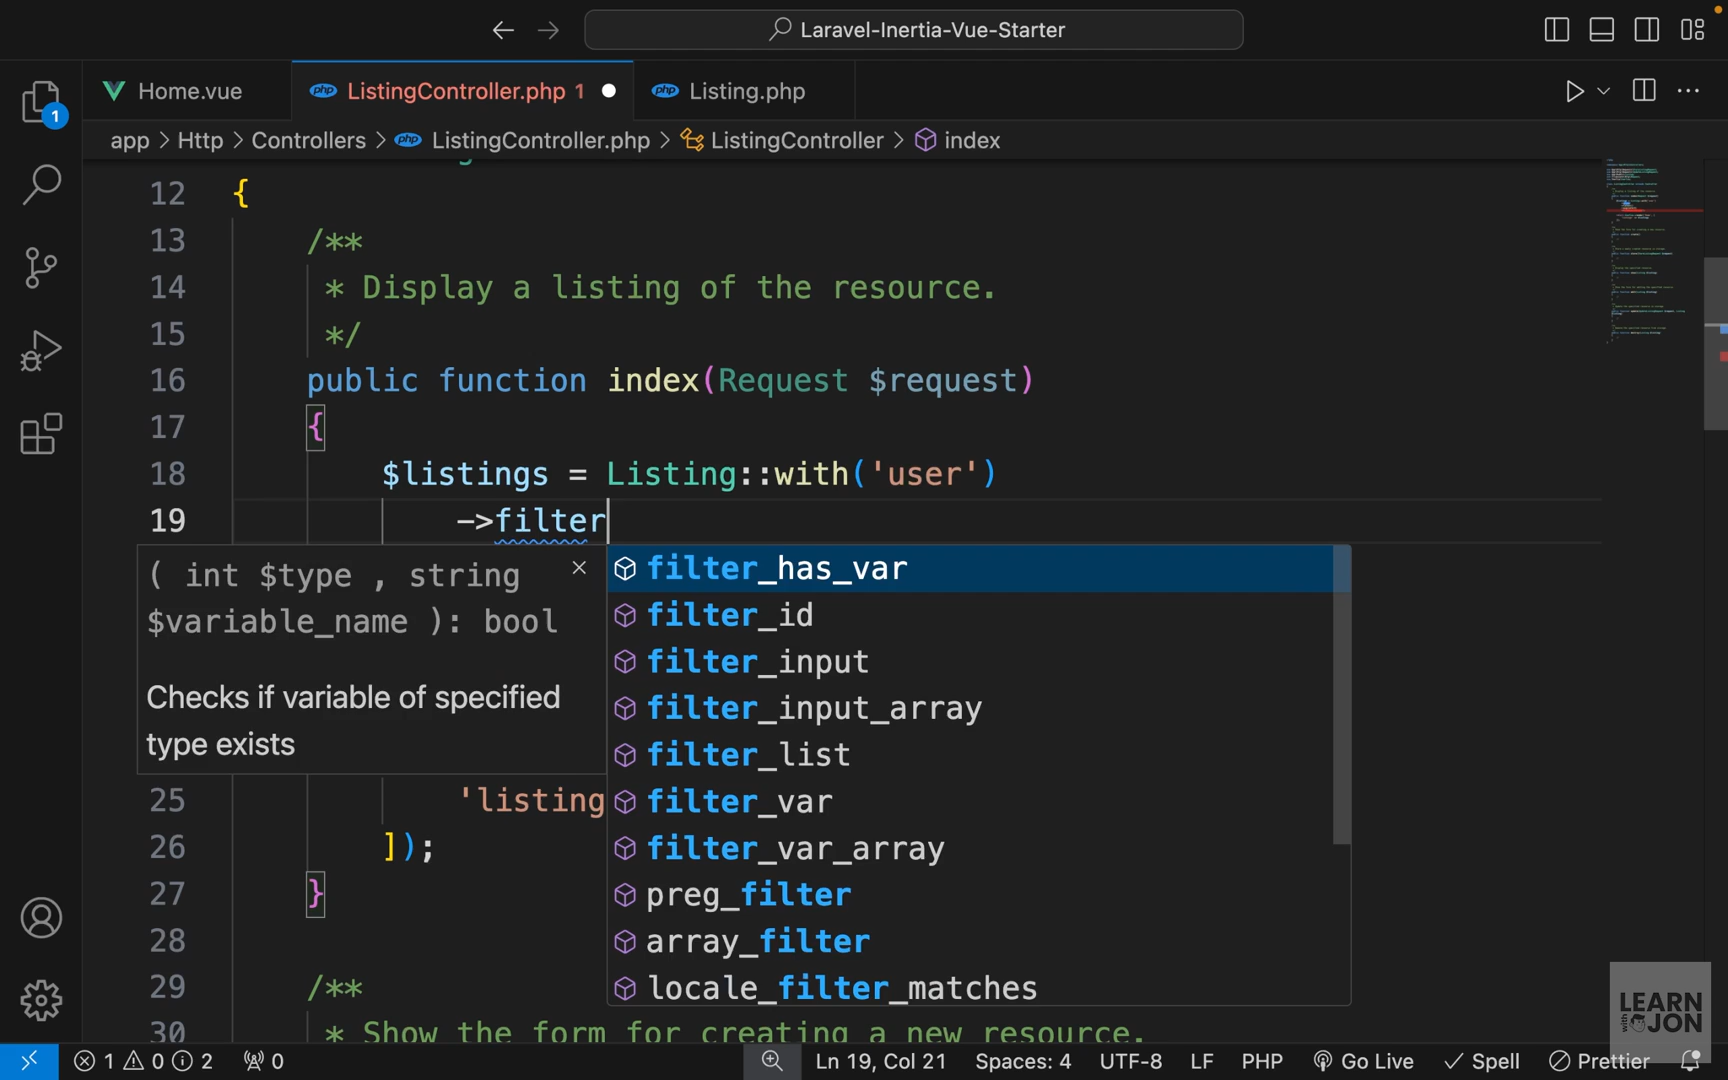 Laravel-Inertia-Vue-Starter
Home.vue
ListingController.php 1
Listing.php
app > Http > Controllers > ListingController.php > ListingController > index
12 {
13 /**
14 * Display a listing of the resource.
15 */
16 public function index(Request $request)
17 {
18 $listings = Listing::with('user')
19 ->filter
( int $type , string
$variable_name ): bool
Checks if variable of specified
type exists
filter_has_var
filter_id
filter_input
filter_input_array
filter_list
filter_var
filter_var_array
preg_filter
array_filter
locale_filter_matches
25 'listing
26 ]);
27 }
28
29 /**
30 * Show the form for creating a new resource.
1
LEARN
with JON
1 0 2 0 Ln 19, Col 21 Spaces: 4 UTF-8 LF PHP Go Live Spell Prettier